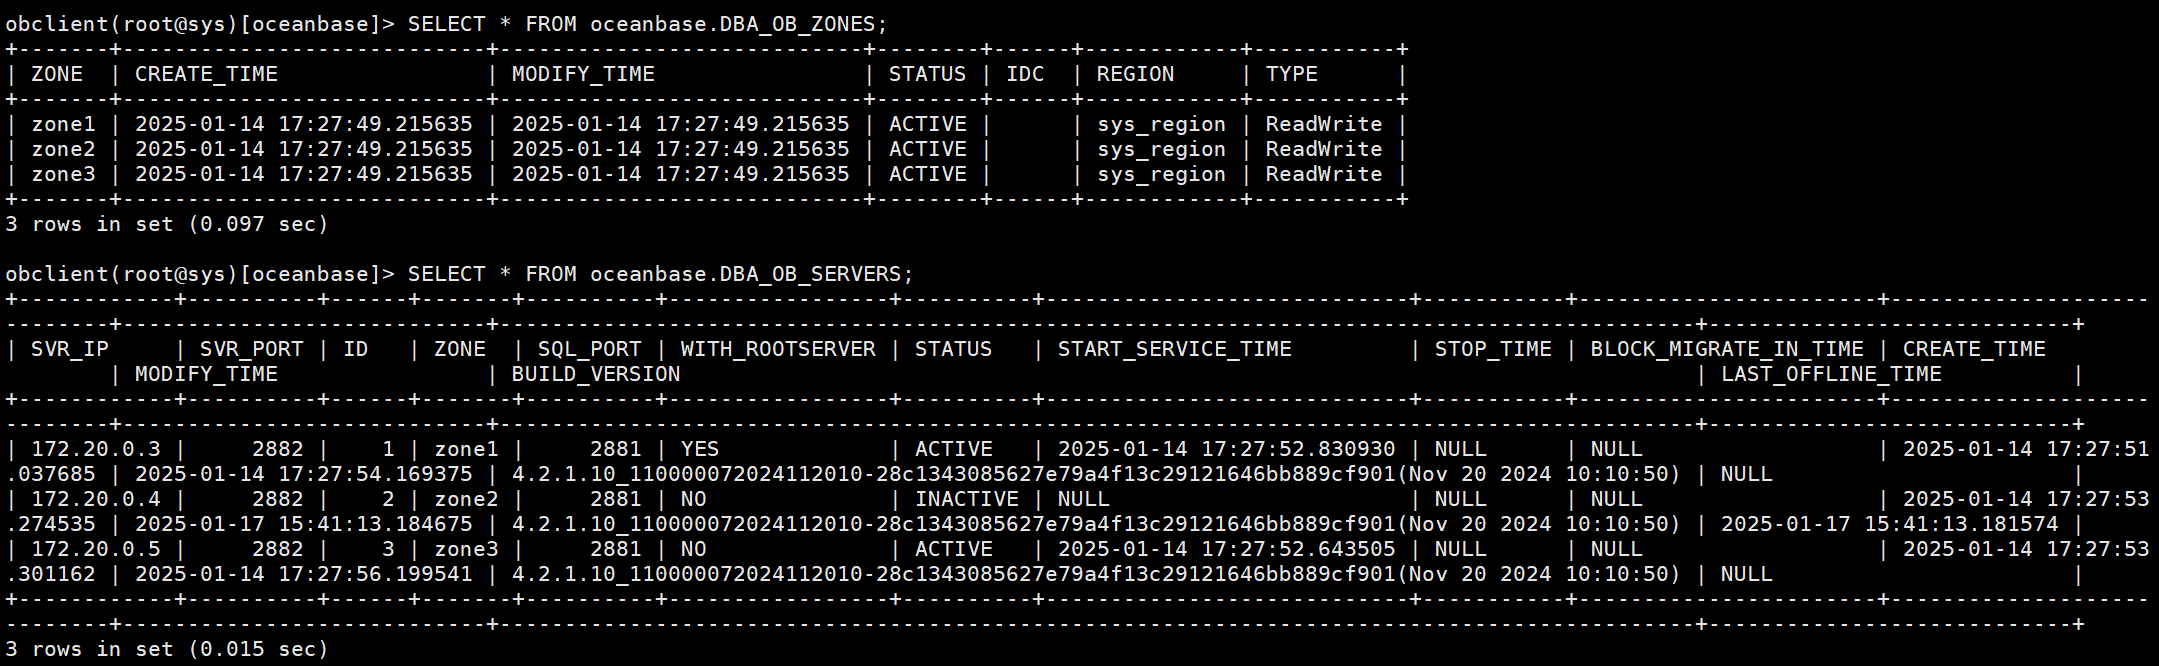 obclient(root@sys)[oceanbase]> SELECT * FROM oceanbase.DBA_OB_ZONES;
+-------+----------------------------+----------------------------+--------+------+------------+-----------+
| ZONE  | CREATE_TIME                | MODIFY_TIME                | STATUS | IDC  | REGION     | TYPE      |
+-------+----------------------------+----------------------------+--------+------+------------+-----------+
| zone1 | 2025-01-14 17:27:49.215635 | 2025-01-14 17:27:49.215635 | ACTIVE |      | sys_region | ReadWrite |
| zone2 | 2025-01-14 17:27:49.215635 | 2025-01-14 17:27:49.215635 | ACTIVE |      | sys_region | ReadWrite |
| zone3 | 2025-01-14 17:27:49.215635 | 2025-01-14 17:27:49.215635 | ACTIVE |      | sys_region | ReadWrite |
+-------+----------------------------+----------------------------+--------+------+------------+-----------+
3 rows in set (0.097 sec)

obclient(root@sys)[oceanbase]> SELECT * FROM oceanbase.DBA_OB_SERVERS;
+------------+----------+------+-------+----------+-----------------+----------+----------------------------+-----------+-----------------------+--------------------
--------+----------------------------+-------------------------------------------------------------------------------------------+----------------------------+
| SVR_IP     | SVR_PORT | ID   | ZONE  | SQL_PORT | WITH_ROOTSERVER | STATUS   | START_SERVICE_TIME         | STOP_TIME | BLOCK_MIGRATE_IN_TIME | CREATE_TIME
        | MODIFY_TIME                | BUILD_VERSION                                                                             | LAST_OFFLINE_TIME          |
+------------+----------+------+-------+----------+-----------------+----------+----------------------------+-----------+-----------------------+--------------------
--------+----------------------------+-------------------------------------------------------------------------------------------+----------------------------+
| 172.20.0.3 |     2882 |    1 | zone1 |     2881 | YES             | ACTIVE   | 2025-01-14 17:27:52.830930 | NULL      | NULL                  | 2025-01-14 17:27:51
.037685 | 2025-01-14 17:27:54.169375 | 4.2.1.10_110000072024112010-28c1343085627e79a4f13c29121646bb889cf901(Nov 20 2024 10:10:50) | NULL                       |
| 172.20.0.4 |     2882 |    2 | zone2 |     2881 | NO              | INACTIVE | NULL                       | NULL      | NULL                  | 2025-01-14 17:27:53
.274535 | 2025-01-17 15:41:13.184675 | 4.2.1.10_110000072024112010-28c1343085627e79a4f13c29121646bb889cf901(Nov 20 2024 10:10:50) | 2025-01-17 15:41:13.181574 |
| 172.20.0.5 |     2882 |    3 | zone3 |     2881 | NO              | ACTIVE   | 2025-01-14 17:27:52.643505 | NULL      | NULL                  | 2025-01-14 17:27:53
.301162 | 2025-01-14 17:27:56.199541 | 4.2.1.10_110000072024112010-28c1343085627e79a4f13c29121646bb889cf901(Nov 20 2024 10:10:50) | NULL                       |
+------------+----------+------+-------+----------+-----------------+----------+----------------------------+-----------+-----------------------+--------------------
--------+----------------------------+-------------------------------------------------------------------------------------------+----------------------------+
3 rows in set (0.015 sec)